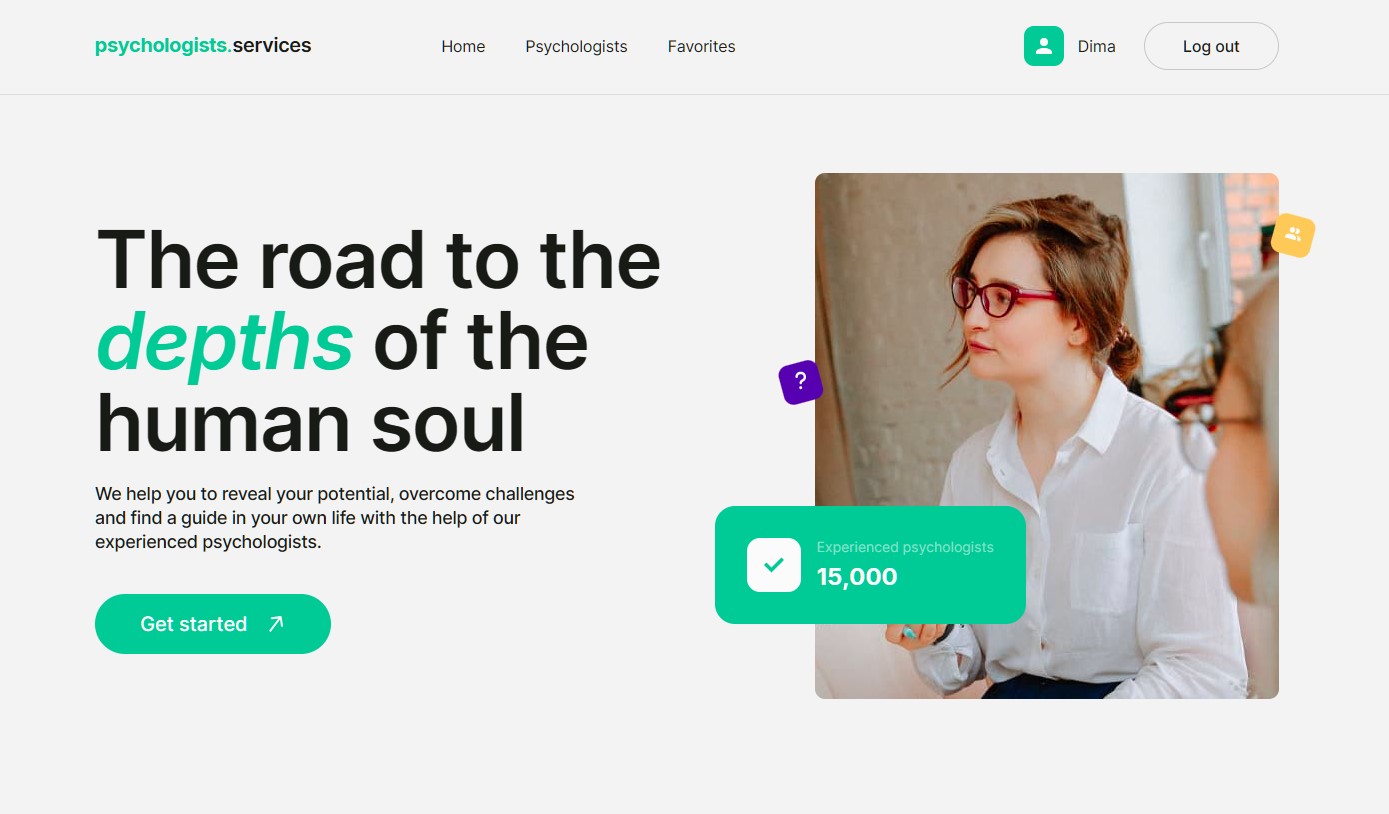 psychologists.services
Home
Psychologists
Favorites
Dima
Log out
The road to the
depths of the
human soul
We help you to reveal your potential, overcome challenges
and find a guide in your own life with the help of our
experienced psychologists.
Get started
?
Experienced psychologists
15,000